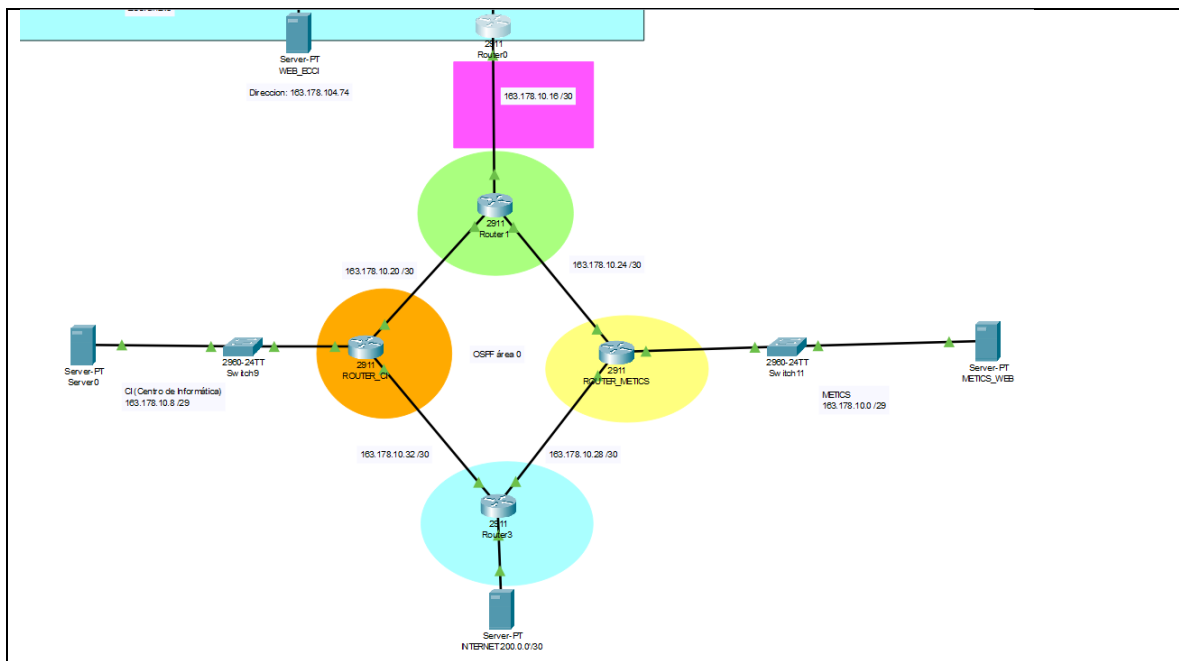 Server-PT
WEB_ECCI
Direccion: 163.178.104.74
2911
Router0
163.178.10.16 /30
2911
Router1
163.178.10.20 /30
163.178.10.24 /30
Server-PT
Server0
2960-24TT
Switch9
CI (Centro de Informática)
163.178.10.8 /29
2911
ROUTER_CI
OSPF área 0
2911
ROUTER_METICS
2960-24TT
Switch11
METICS
163.178.10.0 /29
Server-PT
METICS_WEB
163.178.10.32 /30
163.178.10.28 /30
2911
Router3
Server-PT
INTERNET 200.0.0'/30